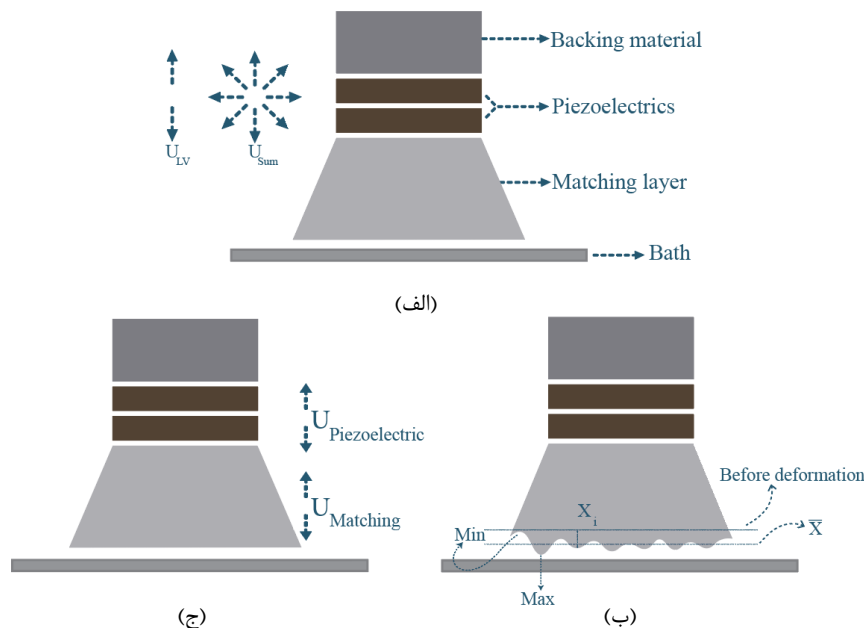 Backing material
Piezoelectrics
U_LV
U_Sum
Matching layer
Bath
(الف)
U_Piezoelectric
U_Matching
(ج)
Before deformation
X_i
X̅
Min
Max
(ب)